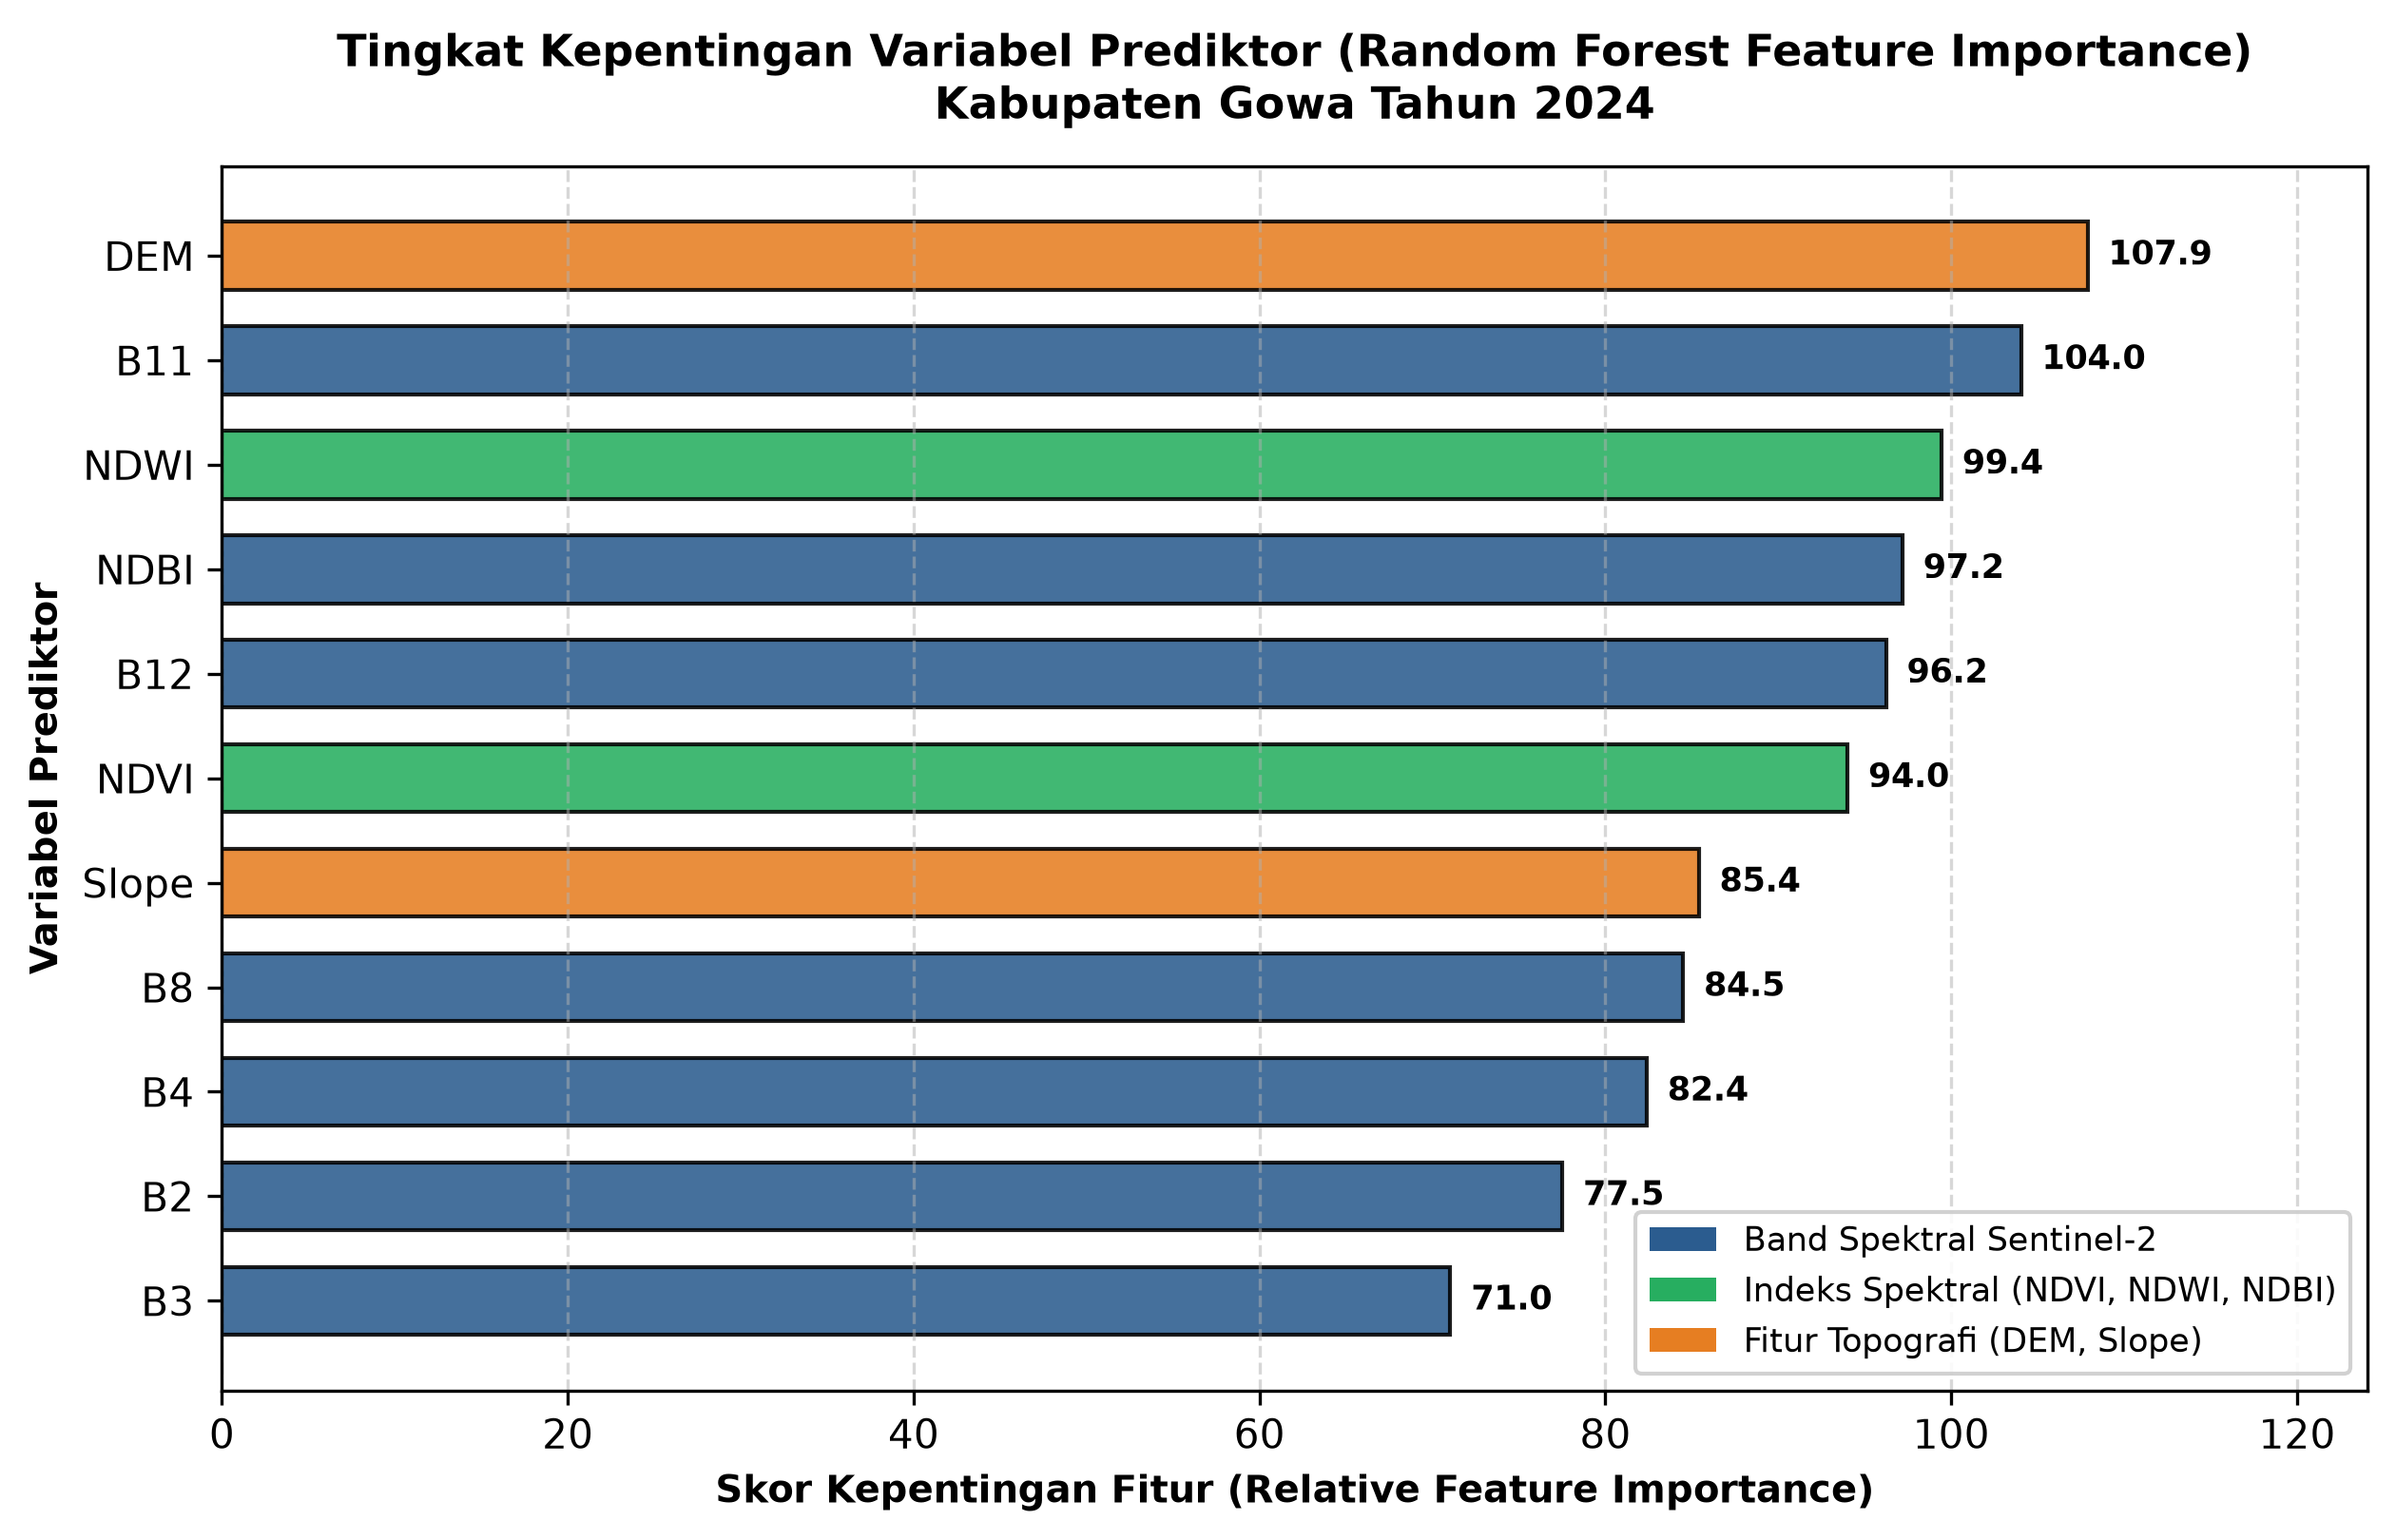 Tingkat Kepentingan Variabel Prediktor (Random Forest Feature Importance)
Kabupaten Gowa Tahun 2024
Variabel Prediktor
DEM 107.9
B11 104.0
NDWI 99.4
NDBI 97.2
B12 96.2
NDVI 94.0
Slope 85.4
B8 84.5
B4 82.4
B2 77.5
B3 71.0
Band Spektral Sentinel-2
Indeks Spektral (NDVI, NDWI, NDBI)
Fitur Topografi (DEM, Slope)
0 20 40 60 80 100 120
Skor Kepentingan Fitur (Relative Feature Importance)